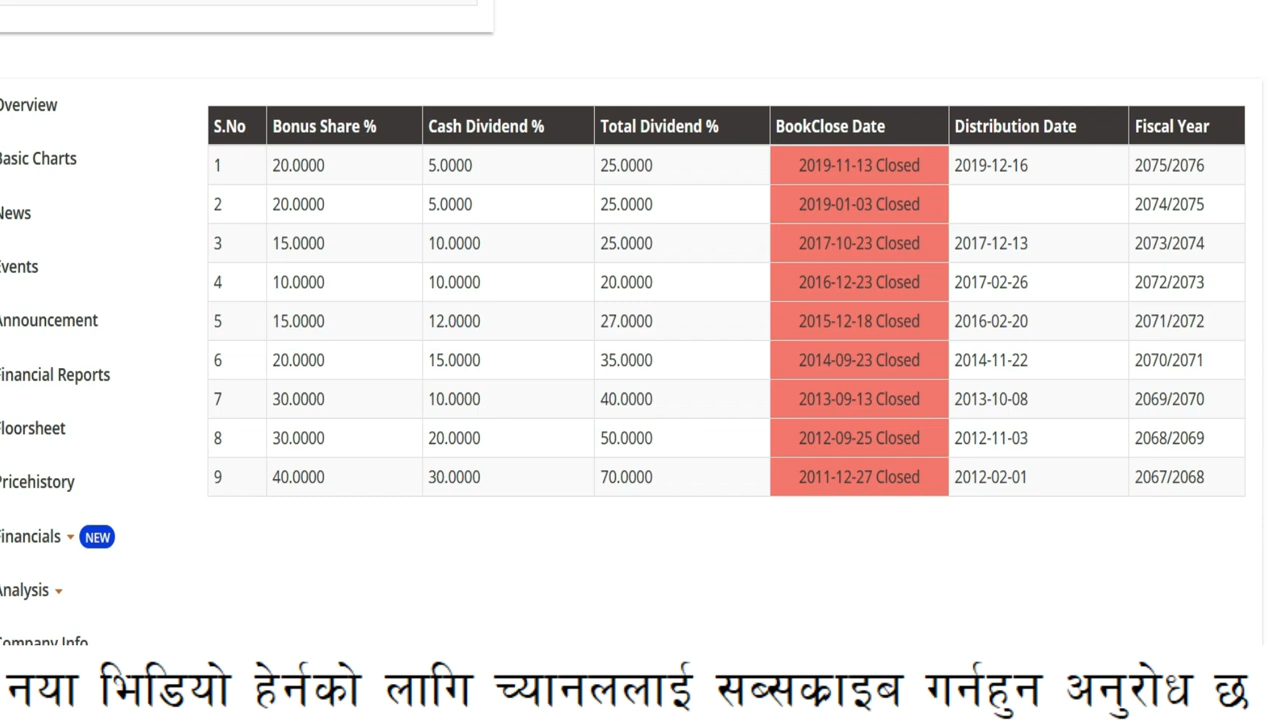 Overview
Basic Charts
News
Events
Announcement
Financial Reports
Floorsheet
Pricehistory
Financials NEW
Analysis
Company Info
S.No Bonus Share % Cash Dividend % Total Dividend % BookClose Date Distribution Date Fiscal Year
1 20.0000 5.0000 25.0000 2019-11-13 Closed 2019-12-16 2075/2076
2 20.0000 5.0000 25.0000 2019-01-03 Closed 2074/2075
3 15.0000 10.0000 25.0000 2017-10-23 Closed 2017-12-13 2073/2074
4 10.0000 10.0000 20.0000 2016-12-23 Closed 2017-02-26 2072/2073
5 15.0000 12.0000 27.0000 2015-12-18 Closed 2016-02-20 2071/2072
6 20.0000 15.0000 35.0000 2014-09-23 Closed 2014-11-22 2070/2071
7 30.0000 10.0000 40.0000 2013-09-13 Closed 2013-10-08 2069/2070
8 30.0000 20.0000 50.0000 2012-09-25 Closed 2012-11-03 2068/2069
9 40.0000 30.0000 70.0000 2011-12-27 Closed 2012-02-01 2067/2068
नया भिडियो हेर्नको लागि च्यानललाई सब्सक्राइब गर्नहुन अनुरोध छ